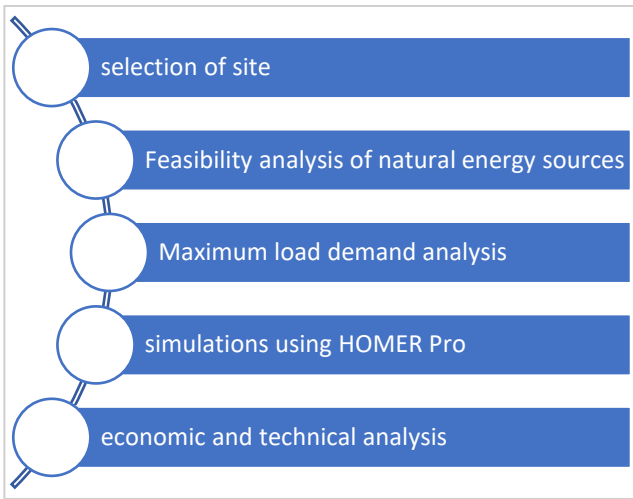 selection of site
Feasibility analysis of natural energy sources
Maximum load demand analysis
simulations using HOMER Pro
economic and technical analysis